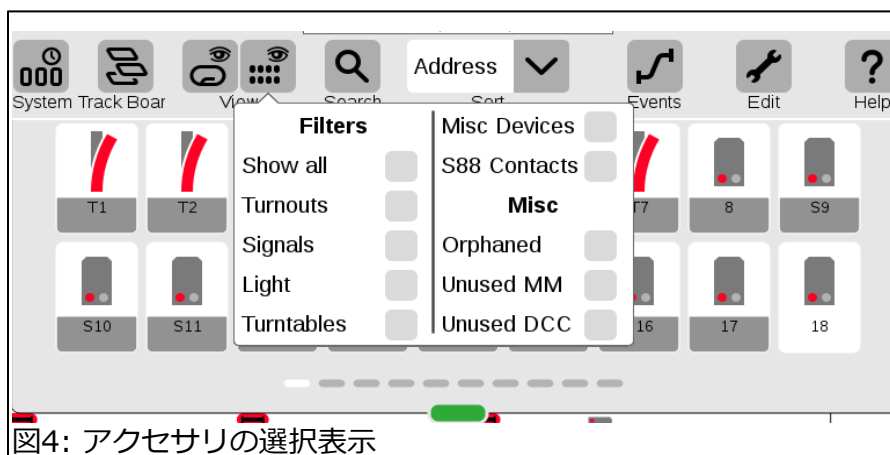 System Track Boar View Search Sort Events Edit Help
Address
Filters
Show all
Turnouts
Signals
Light
Turntables
Misc Devices
S88 Contacts
Misc
Orphaned
Unused MM
Unused DCC
T1 T2 T7 8 S9
S10 S11 16 17 18
図4: アクセサリの選択表示